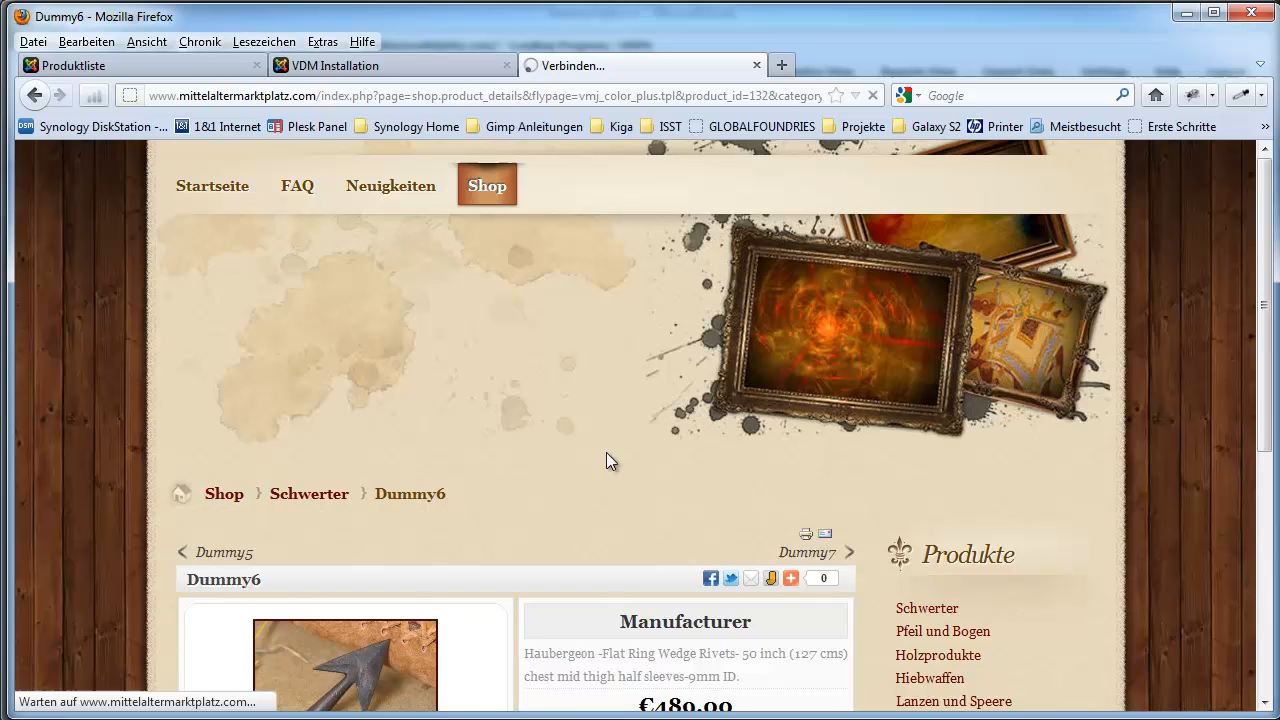 Dummy6 - Mozilla Firefox
Datei Bearbeiten Ansicht Chronik Lesezeichen Extras Hilfe
Produktliste VDM Installation Verbinden...
www.mittelaltermarktplatz.com/index.php?page=shop.product_details&flypage=vmj_color_plus.tpl&product_id=132&category_ Google
Synology DiskStation -... 1&1 Internet Plesk Panel Synology Home Gimp Anleitungen Kiga ISST GLOBALFOUNDRIES Projekte Galaxy S2 Printer Meistbesucht Erste Schritte
Startseite FAQ Neuigkeiten Shop
Shop Schwerter Dummy6
Dummy5 Dummy7
Produkte
Dummy6 0
Schwerter
Manufacturer
Pfeil und Bogen
Haubergeon -Flat Ring Wedge Rivets- 50 inch (127 cms)
Holzprodukte
chest mid thigh half sleeves-9mm ID.
Hiebwaffen
€489.00
Lanzen und Speere
Warten auf www.mittelaltermarktplatz.com...